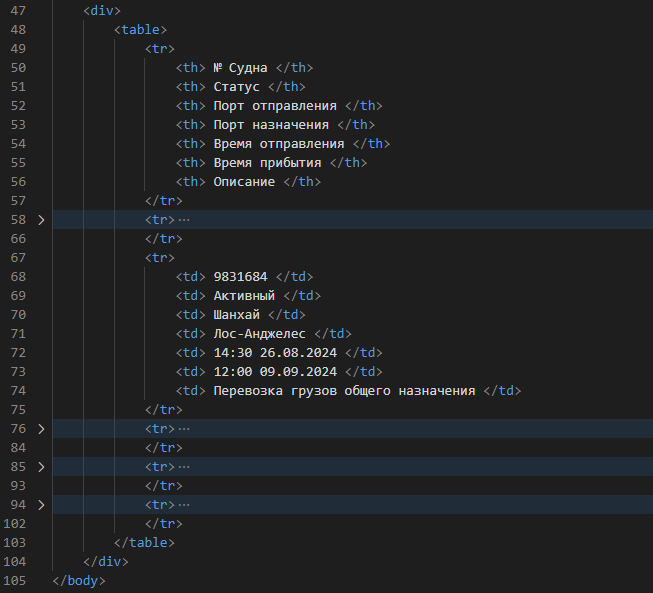 47 <div>
48 <table>
49 <tr>
50 <th> № Судна </th>
51 <th> Статус </th>
52 <th> Порт отправления </th>
53 <th> Порт назначения </th>
54 <th> Время отправления </th>
55 <th> Время прибытия </th>
56 <th> Описание </th>
57 </tr>
58 > <tr>···
66 </tr>
67 <tr>
68 <td> 9831684 </td>
69 <td> Активный </td>
70 <td> Шанхай </td>
71 <td> Лос-Анджелес </td>
72 <td> 14:30 26.08.2024 </td>
73 <td> 12:00 09.09.2024 </td>
74 <td> Перевозка грузов общего назначения </td>
75 </tr>
76 > <tr>···
84 </tr>
85 > <tr>···
93 </tr>
94 > <tr>···
102 </tr>
103 </table>
104 </div>
105 </body>